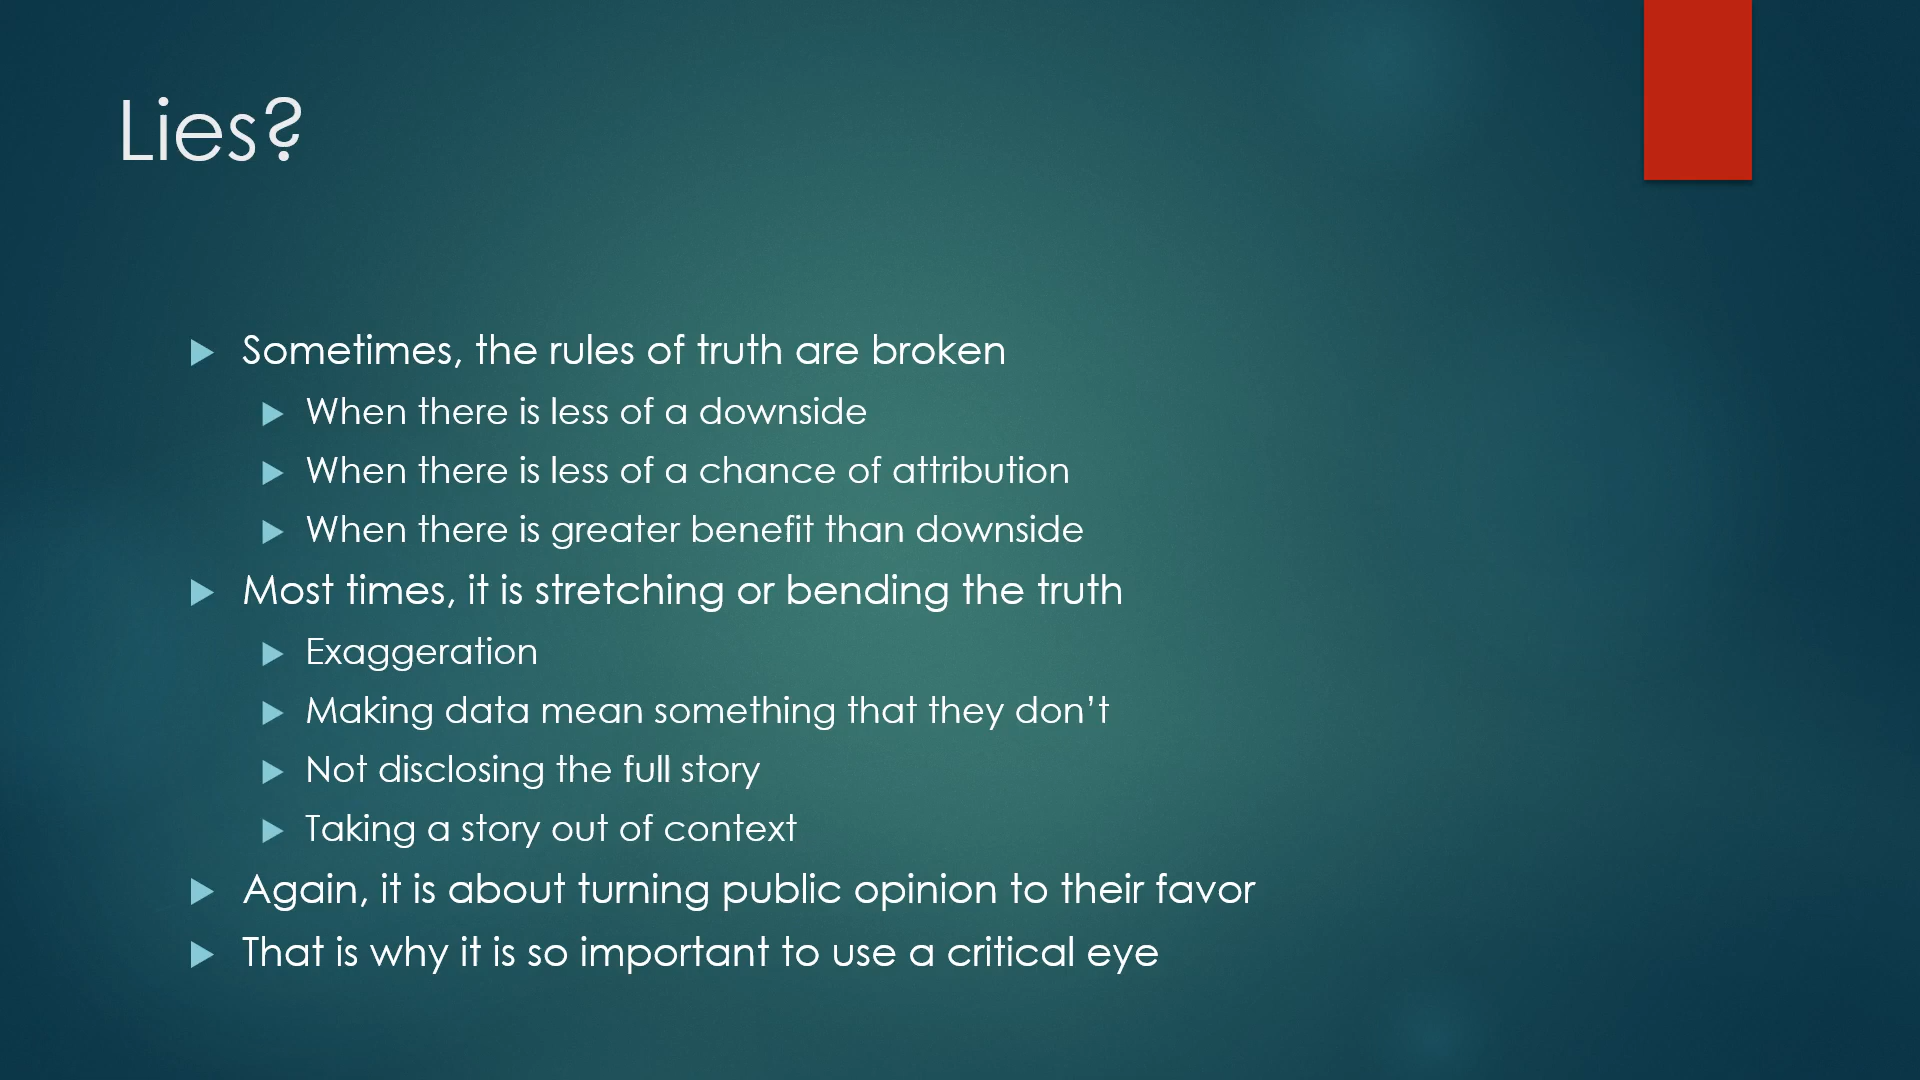 Lies?
Sometimes, the rules of truth are broken
When there is less of a downside
When there is less of a chance of attribution
When there is greater benefit than downside
Most times, it is stretching or bending the truth
Exaggeration
Making data mean something that they don’t
Not disclosing the full story
Taking a story out of context
Again, it is about turning public opinion to their favor
That is why it is so important to use a critical eye